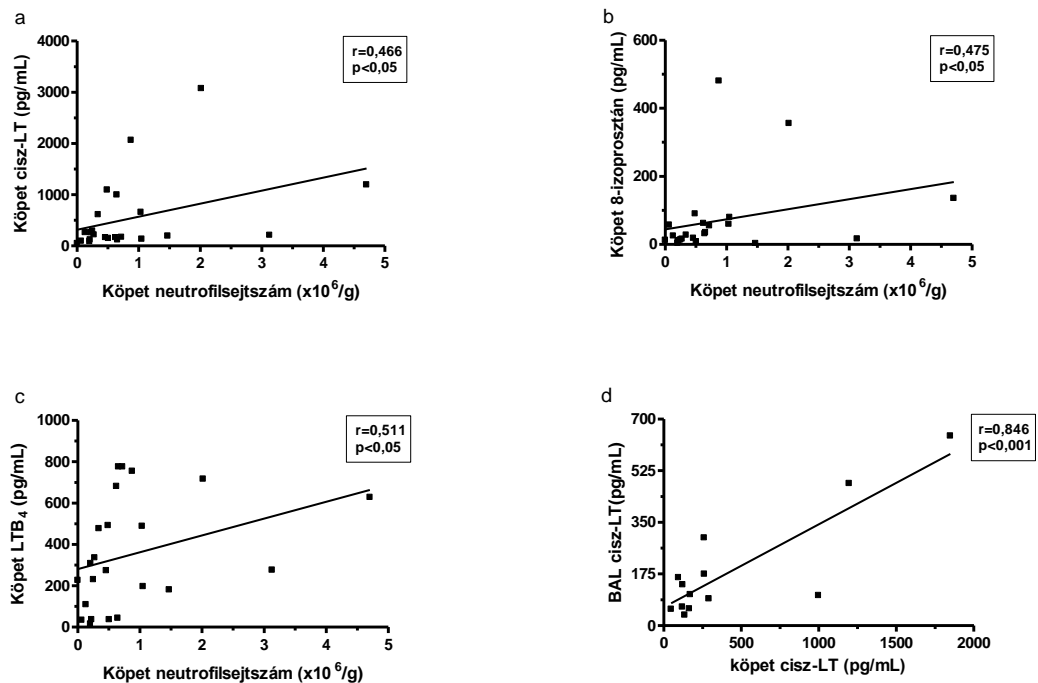 a
Köpet cisz-LT (pg/mL)
4000
3000
2000
1000
0
0 1 2 3 4 5
Köpet neutrofilsejtszám (x10⁶/g)
r=0,466
p<0,05
b
Köpet 8-izoprosztán (pg/mL)
600
400
200
0
0 1 2 3 4 5
Köpet neutrofilsejtszám (x10⁶/g)
r=0,475
p<0,05
c
Köpet LTB₄ (pg/mL)
1000
800
600
400
200
0
0 1 2 3 4 5
Köpet neutrofilsejtszám (x10⁶/g)
r=0,511
p<0,05
d
BAL cisz-LT(pg/mL)
700
525
350
175
0
0 500 1000 1500 2000
köpet cisz-LT (pg/mL)
r=0,846
p<0,001